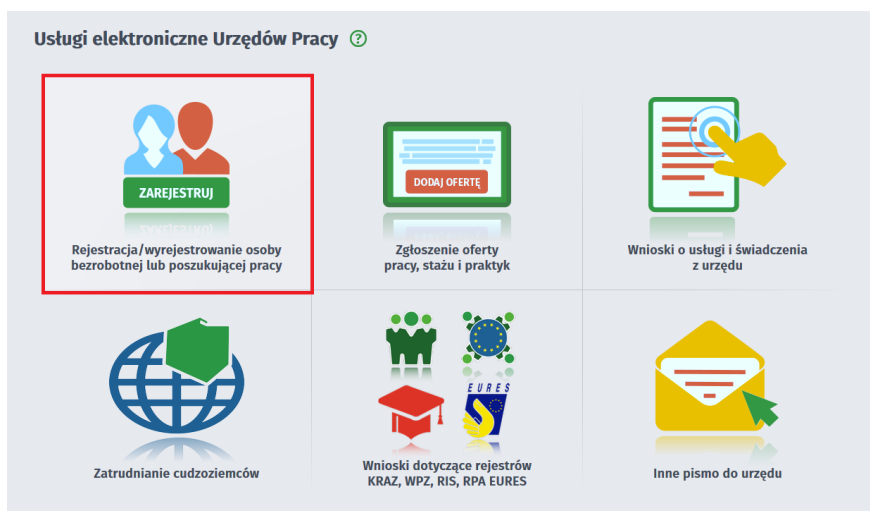 Usługi elektroniczne Urzędów Pracy ?
ZAREJESTRUJ
Rejestracja/wyrejestrowanie osoby
bezrobotnej lub poszukującej pracy
DODAJ OFERTĘ
Zgłoszenie oferty
pracy, stażu i praktyk
Wnioski o usługi i świadczenia
z urzędu
Zatrudnianie cudzoziemców
EURES
Wnioski dotyczące rejestrów
KRAZ, WPZ, RIS, RPA EURES
Inne pismo do urzędu